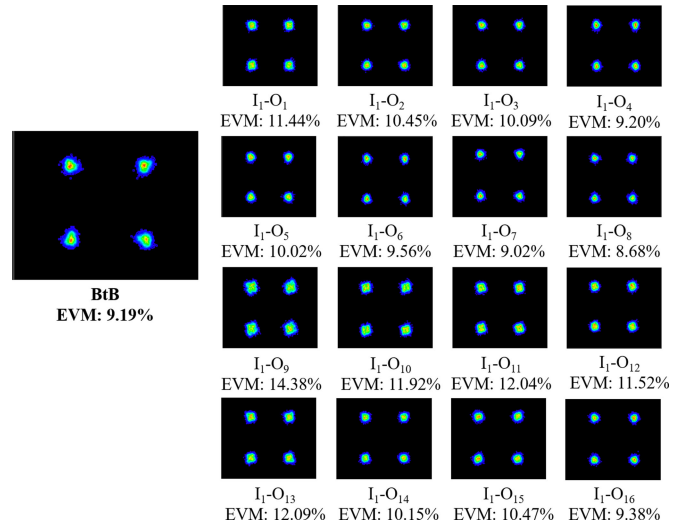 I₁-O₁ I₁-O₂ I₁-O₃ I₁-O₄
EVM: 11.44% EVM: 10.45% EVM: 10.09% EVM: 9.20%
I₁-O₅ I₁-O₆ I₁-O₇ I₁-O₈
EVM: 10.02% EVM: 9.56% EVM: 9.02% EVM: 8.68%
BtB
EVM: 9.19%
I₁-O₉ I₁-O₁₀ I₁-O₁₁ I₁-O₁₂
EVM: 14.38% EVM: 11.92% EVM: 12.04% EVM: 11.52%
I₁-O₁₃ I₁-O₁₄ I₁-O₁₅ I₁-O₁₆
EVM: 12.09% EVM: 10.15% EVM: 10.47% EVM: 9.38%